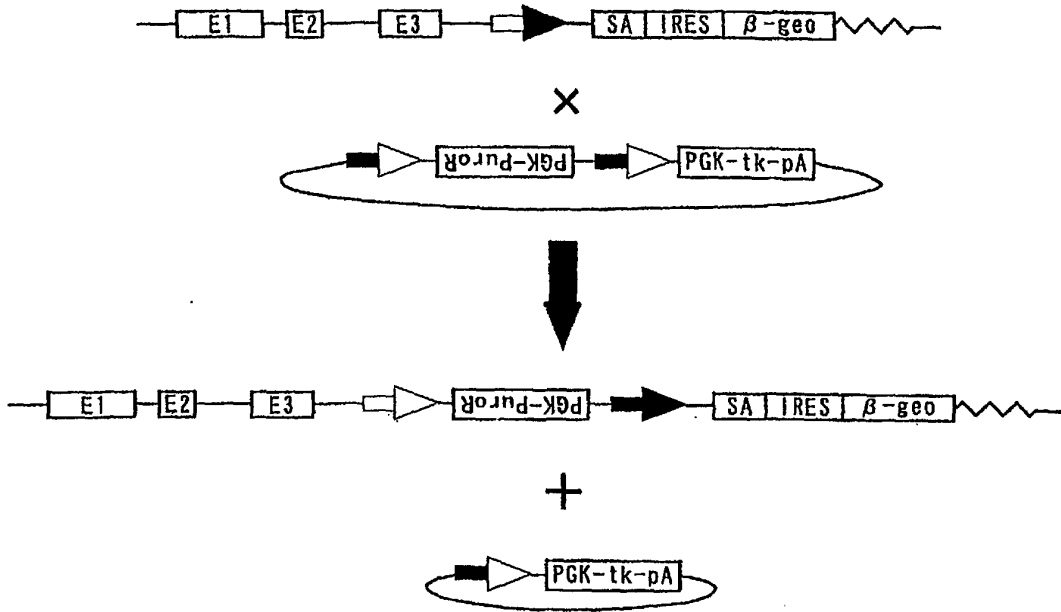 E1 E2 E3 SA IRES β-geo
×
PGK-PuroR PGK-tk-pA
E1 E2 E3 PGK-PuroR SA IRES β-geo
+
PGK-tk-pA